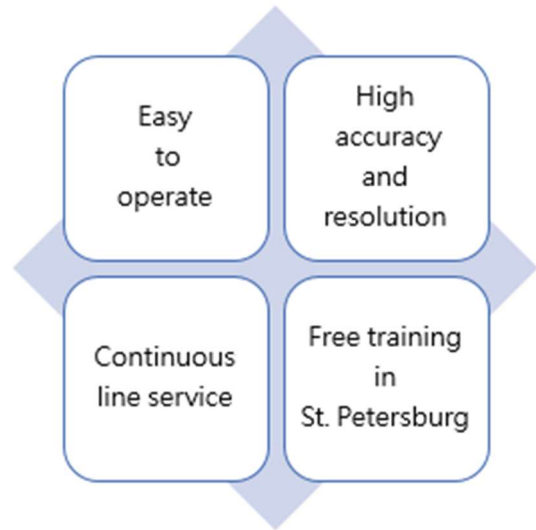 Easy
to
operate
High
accuracy
and
resolution
Continuous
line service
Free training
in
St. Petersburg